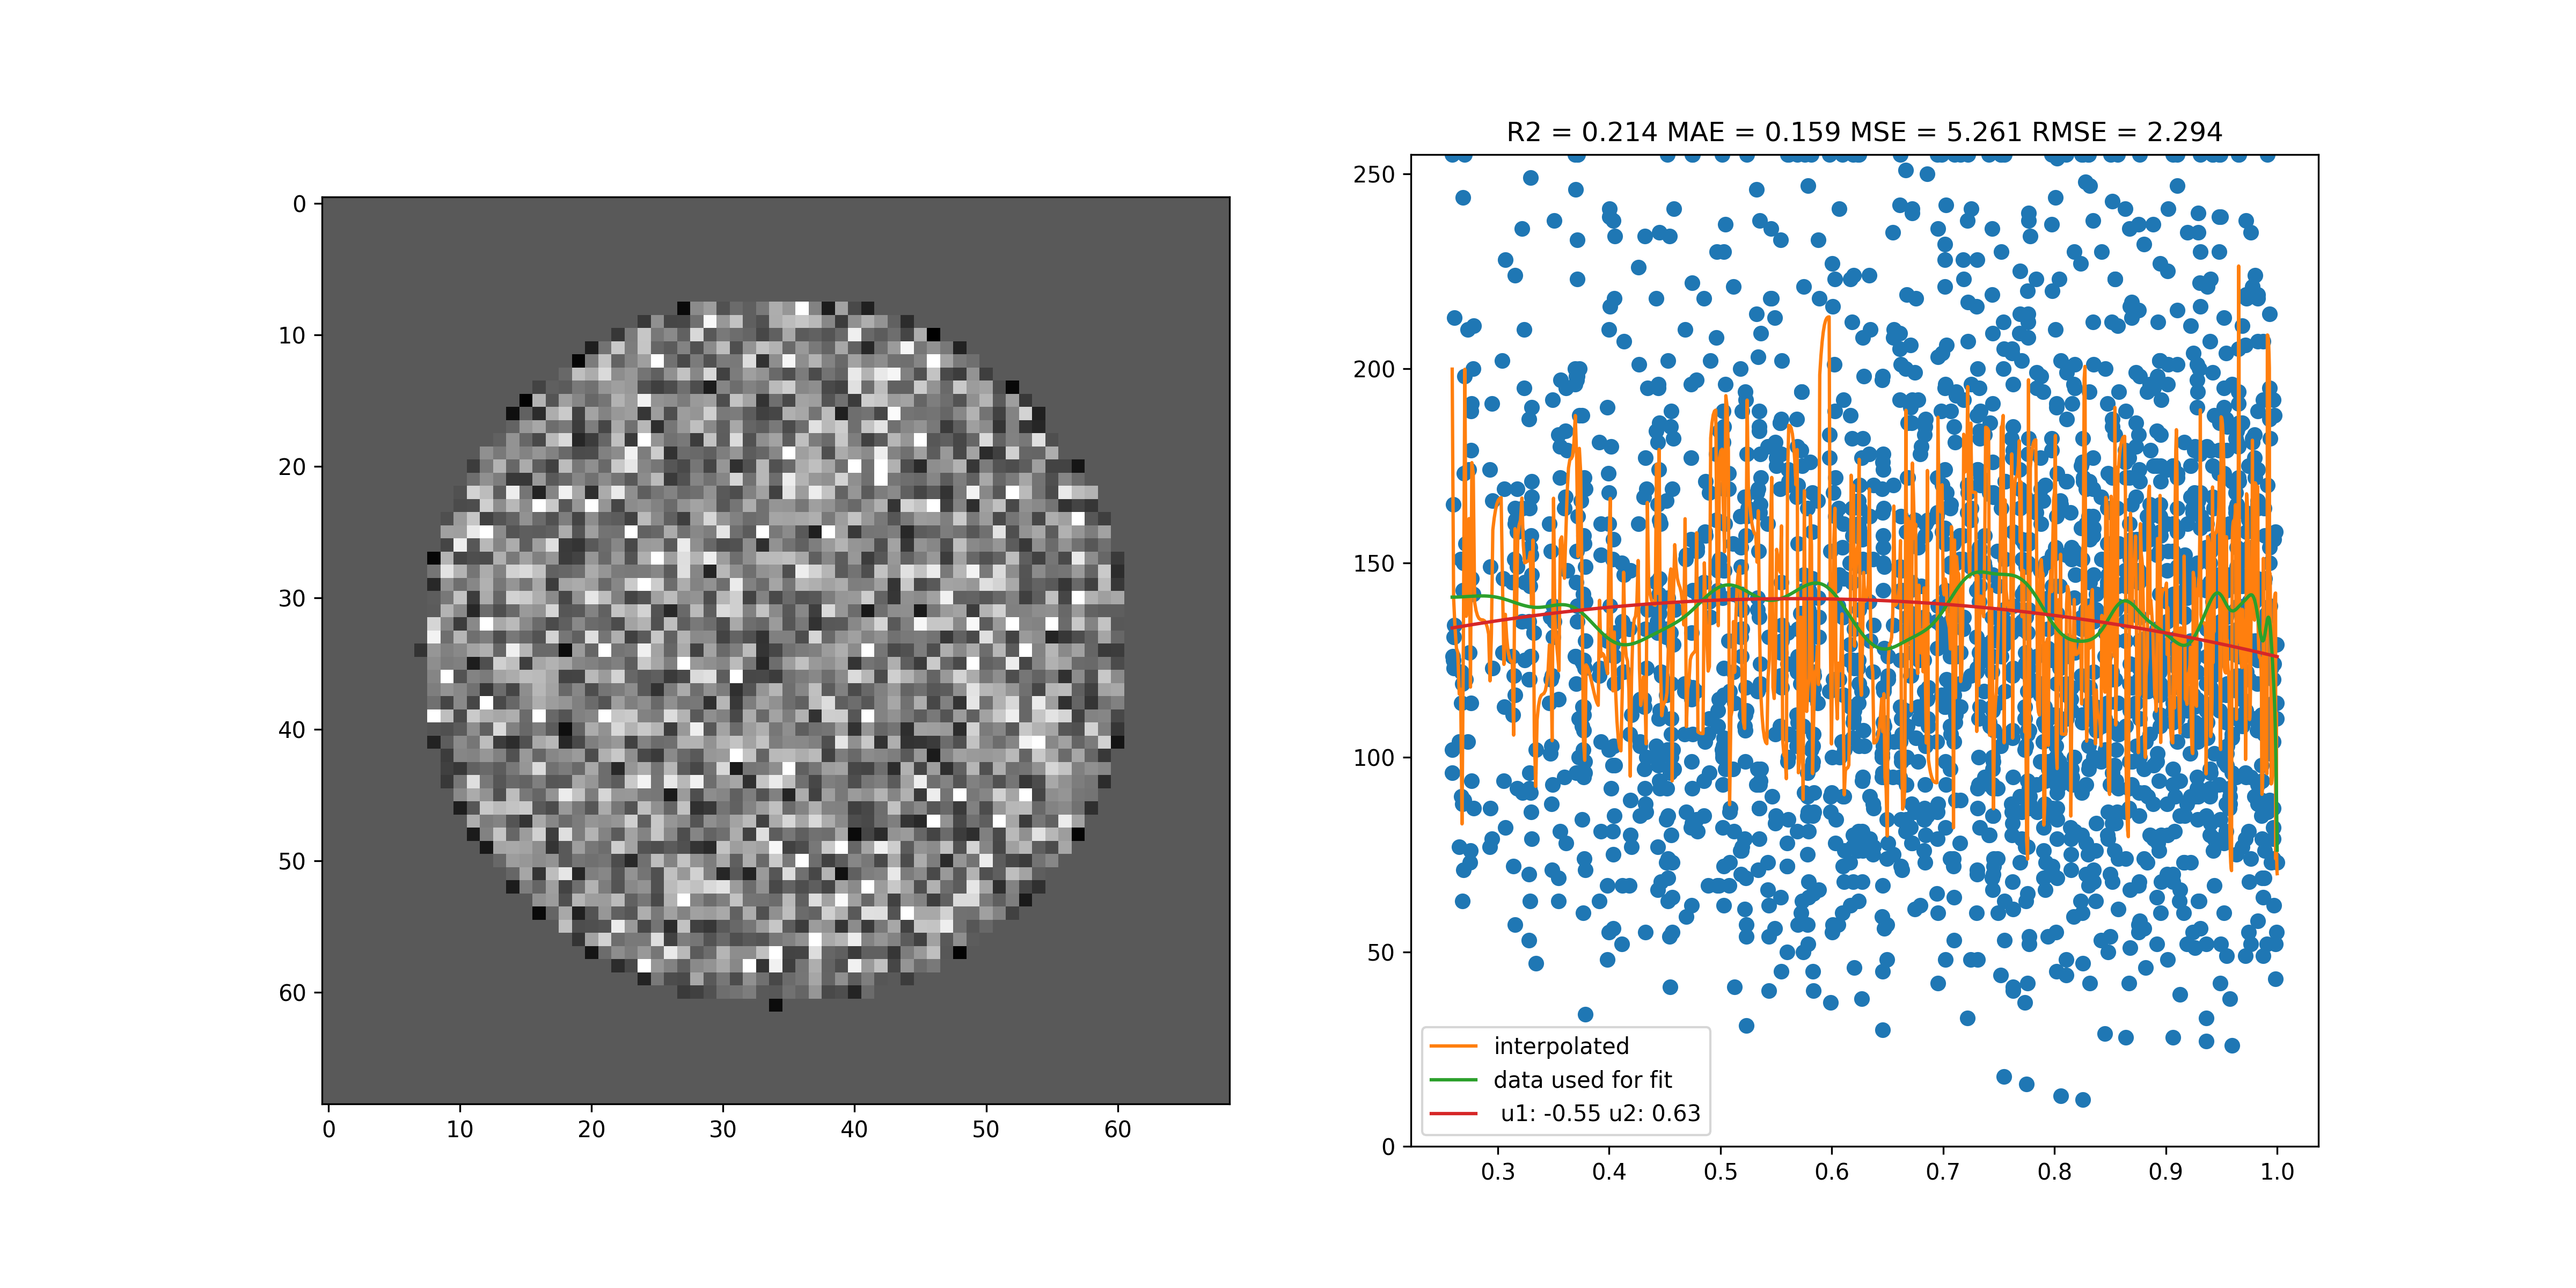 R2 = 0.214 MAE = 0.159 MSE = 5.261 RMSE = 2.294
0
10
20
30
40
50
60
0 10 20 30 40 50 60
250
200
150
100
50
0
interpolated
data used for fit
u1: -0.55 u2: 0.63
0.3 0.4 0.5 0.6 0.7 0.8 0.9 1.0